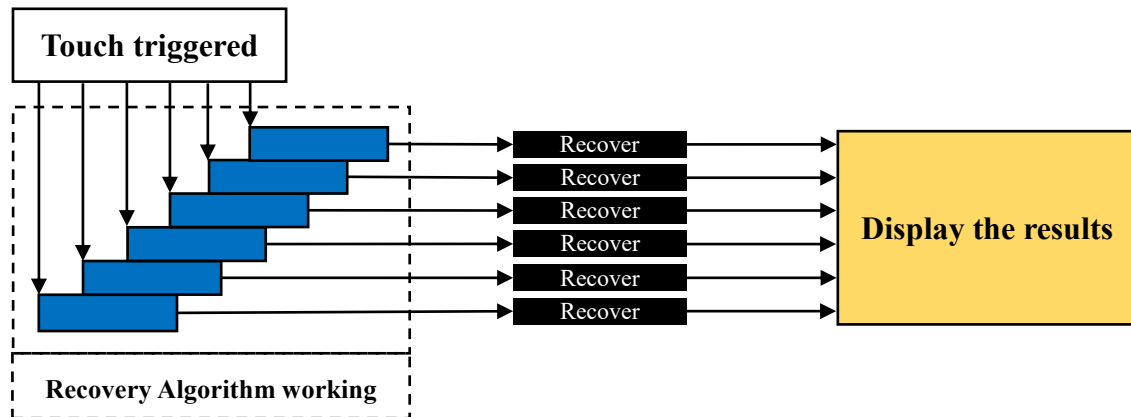 Touch triggered
Recover
Recover
Recover
Recover
Recover
Recover
Display the results
Recovery Algorithm working